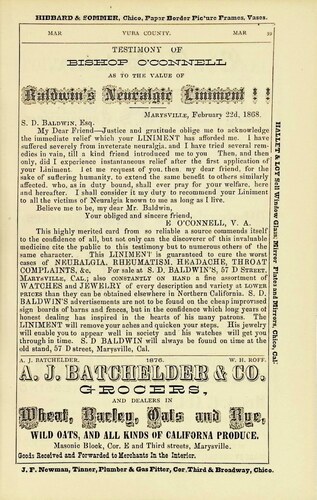 HIBBARD & SOMMER, Chico, Paper Border Picture Frames, Vases.
MAR YUBA COUNTY. MAR
TESTIMONY OF
BISHOP O'CONNELL
AS TO THE VALUE OF
Baldwin's Neuralgic Liniment ! !
MARYSVILLE, February 22d, 1868.
S. D. BALDWIN, Esq.
My Dear Friend—Justice and gratitude oblige me to acknowledge
the immediate relief which your LINIMENT has afforded me. I have
suffered severely from inveterate neuralgia, and I have tried several rem-
edies in vain, till a kind friend introduced me to you Then, and then
only, did I experience instantaneous relief after the first application of
your Liniment. Let me request of you, then, my dear friend, for the
sake of suffering humanity, to extend the same benefit to others similarly
affected, who, as in duty bound, shall ever pray for your welfare, here
and hereafter. I shall consider it my duty to recommend your Liniment
to all the victims of Neuralgia known to me as long as I live.
Believe me to be, my dear Mr. Baldwin,
Your obliged and sincere friend,
E O'CONNELL, V. A.
This highly merited card from so reliable a source commends itself
to the confidence of all, but not only can the discoverer of this invaluable
medicine cite the public to this testimony but to numerous others of the
same character. This LINIMENT is guaranteed to cure the worst
cases of NEURALGIA, RHEUMATISM, HEADACHE, THROAT
COMPLAINTS, &c. For sale at S. D. BALDWIN'S, 57 D STREET,
MARYSVILLE, CAL.; also CONSTANTLY ON HAND a fine assortment of
WATCHES and JEWELRY of every description and variety at LOWER
PRICES than they can be obtained elsewhere in Northern California. S. D.
BALDWIN'S advertisements are not to be found on the cheap improvised
sign boards of barns and fences, but in the confidence which long years of
honest dealing has inspired in the hearts of his many patrons. The
LINIMENT will remove your aches and quicken your steps. His jewelry
will enable you to appear well in society and his watches will get you
through in time. S. D BALDWIN will always be found on time at the
old stand, 57 D street, Marysville, Cal.
A. J. BATCHELDER. 1876. W. H. ROFF.
A. J. BATCHELDER & CO.
GROCERS,
AND DEALERS IN
Wheat, Barley, Oats and Rye,
WILD OATS, AND ALL KINDS OF CALIFORNA PRODUCE.
Masonic Block, Cor. E and Third streets, Marysville.
Goods Received and Forwarded to Merchants in the Interior.
J. F. Newman, Tinner, Plumber & Gas Fitter, Cor. Third & Broadway, Chico.
HALLET & LOY Sell Window Glass, Mirror Plates and Mirrors, Chico, Cal.